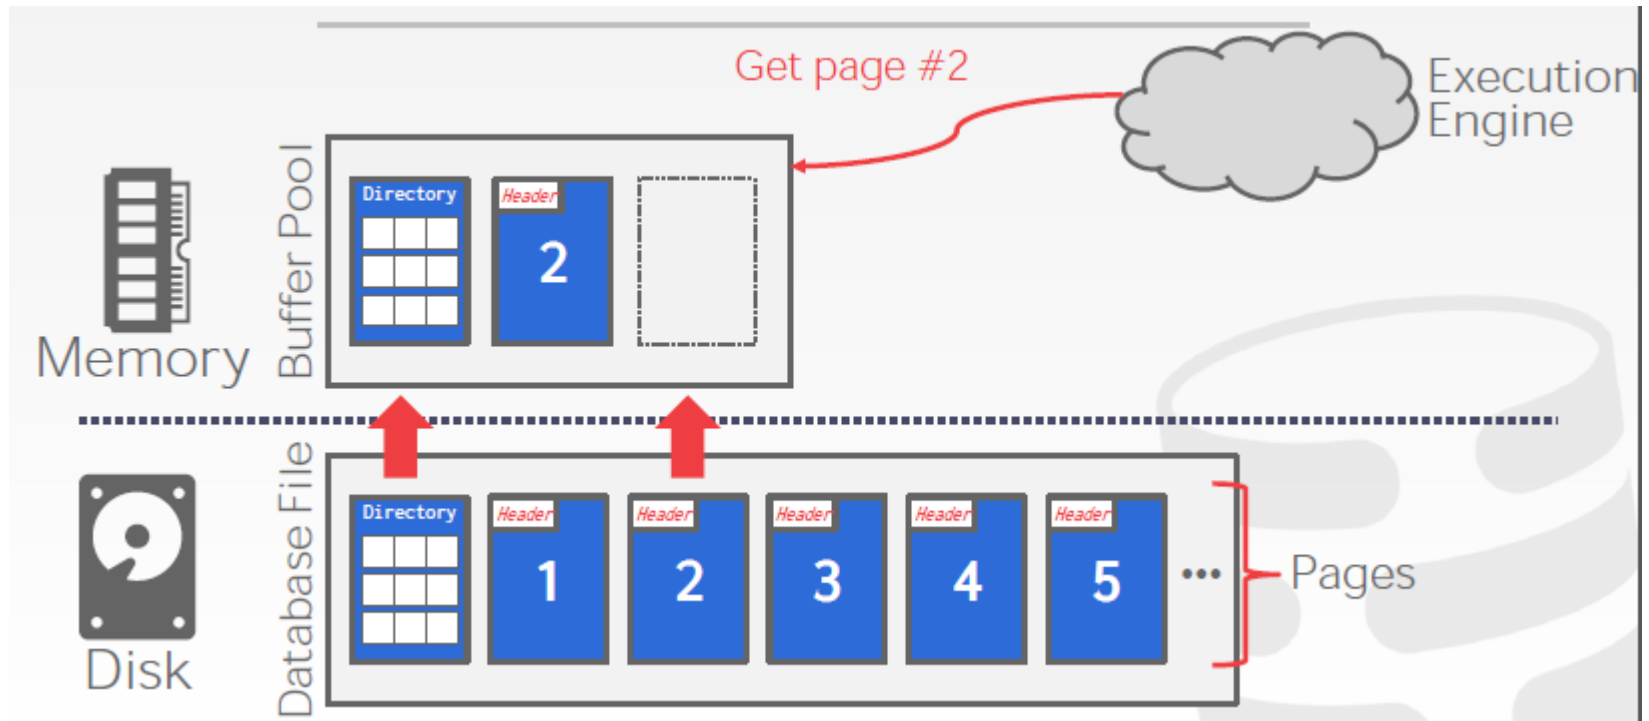 Get page #2
Execution
Engine
Buffer Pool
Directory
Header
2
Memory
Database File
Directory
Header
1
Header
2
Header
3
Header
4
Header
5
...
Pages
Disk